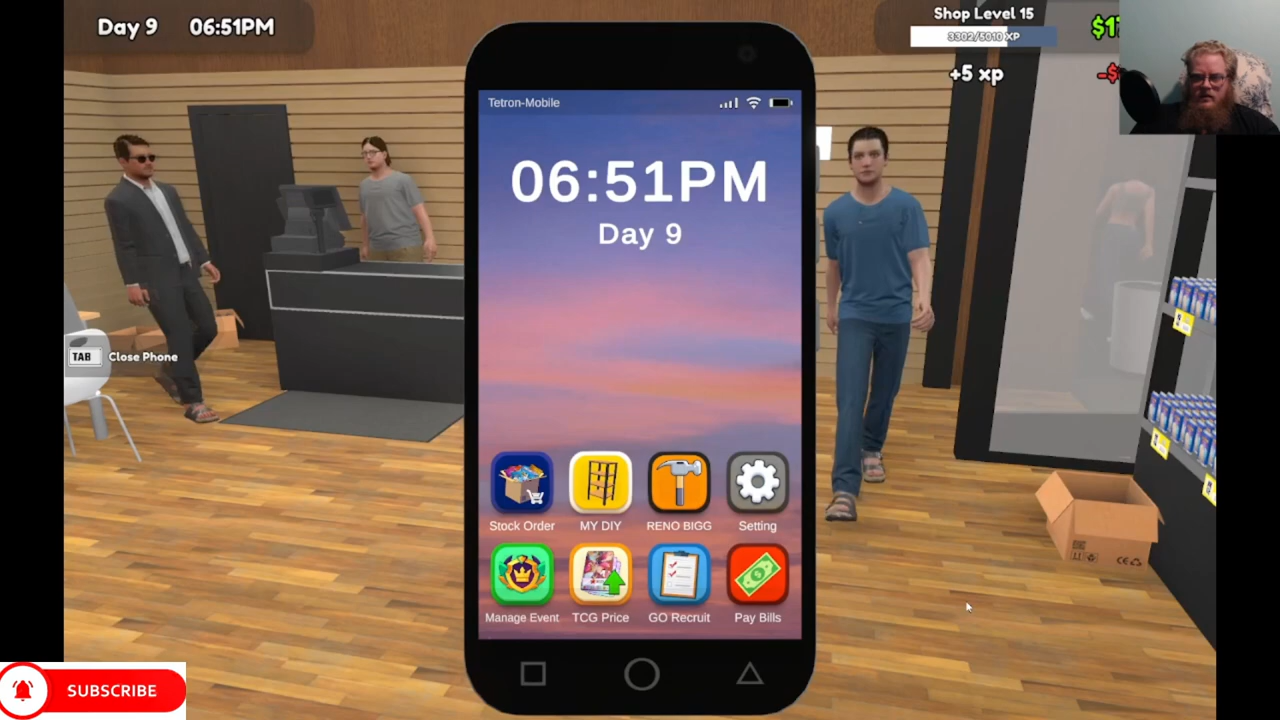 Day 9 06:51PM
Shop Level 15
3302/5010 XP
+5 xp
Tetron-Mobile
06:51PM
Day 9
TAB Close Phone
Stock Order MY DIY RENO BIGG Setting
Manage Event TCG Price GO Recruit Pay Bills
SUBSCRIBE